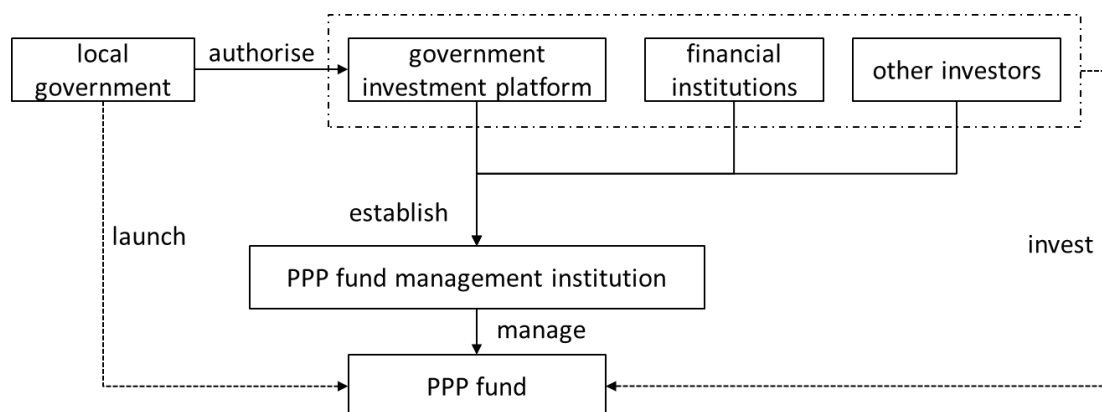 local
government
authorise
government
investment platform
financial
institutions
other investors
establish
launch
invest
PPP fund management institution
manage
PPP fund